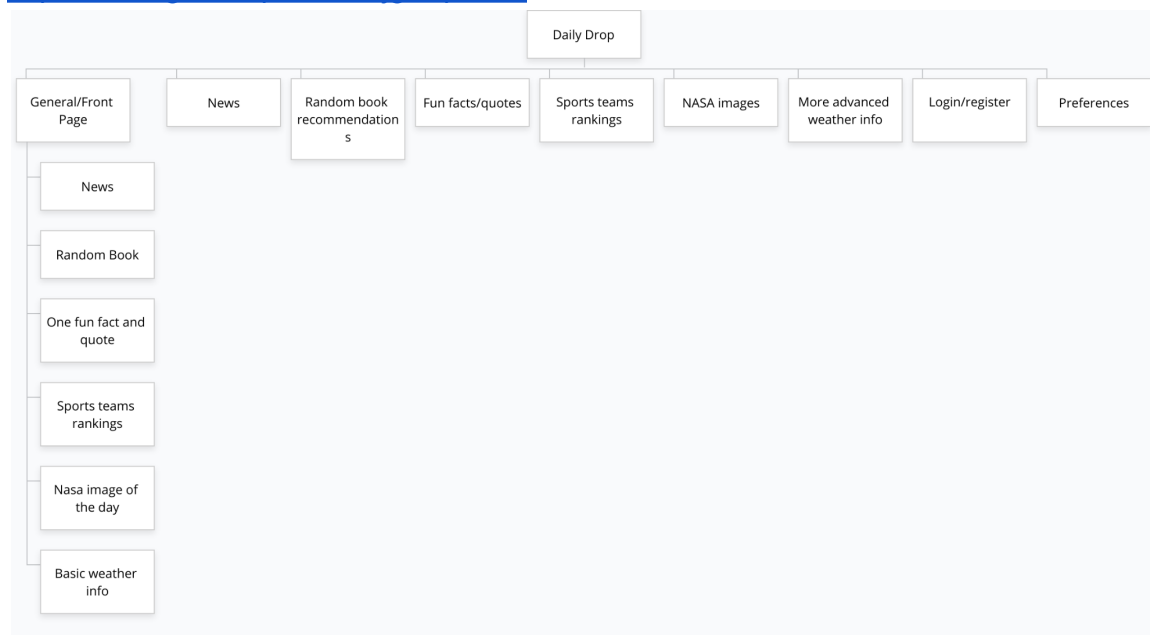 Daily Drop
General/Front
Page
News
Random book
recommendation
s
Fun facts/quotes
Sports teams
rankings
NASA images
More advanced
weather info
Login/register
Preferences
News
Random Book
One fun fact and
quote
Sports teams
rankings
Nasa image of
the day
Basic weather
info